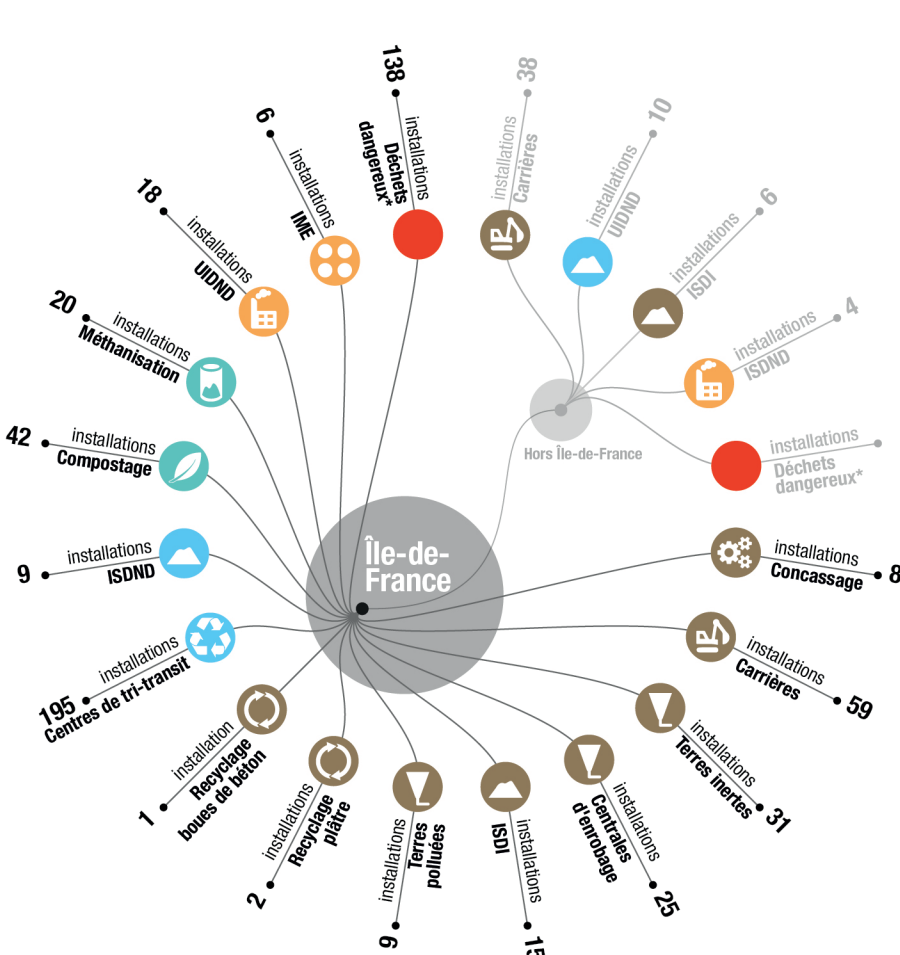 138
installations
Déchets
dangereux*
38
installations
Carrières
10
installations
UIDND
6
installations
ISDI
4
installations
ISDND
installations
Déchets
dangereux*
Hors Île-de-France
6
installations
IME
18
installations
UIDND
20
installations
Méthanisation
42
installations
Compostage
9
installations
ISDND
195
installations
Centres de tri-transit
1
installation
Recyclage
boues de béton
2
installations
Recyclage
plâtre
9
installations
Terres
polluées
15
installations
ISDI
25
installations
Centrales
d'enrobage
31
installations
Terres inertes
59
installations
Carrières
8
installations
Concassage
Île-de-
France